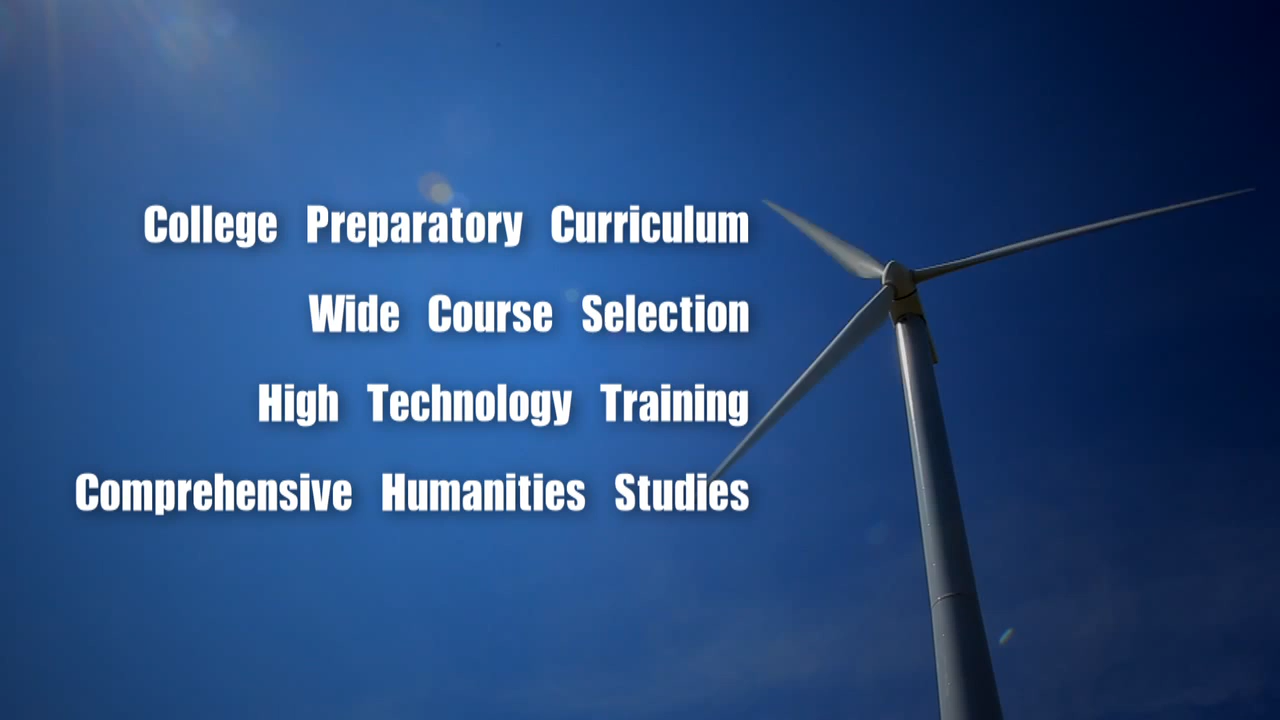 College Preparatory Curriculum
Wide Course Selection
High Technology Training
Comprehensive Humanities Studies